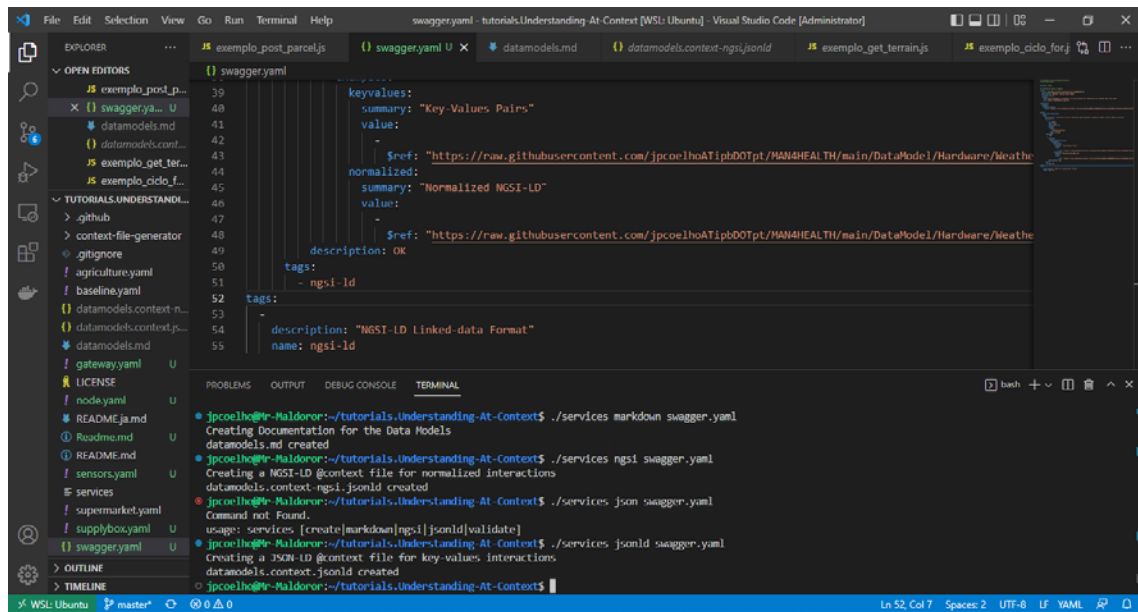 File Edit Selection View Go Run Terminal Help
swagger.yaml - tutorials.Understanding-At-Context [WSL: Ubuntu] - Visual Studio Code [Administrator]
EXPLORER
JS exemplo_post_parcel.js
{} swagger.yaml U
datamodels.md
{} datamodels.context-ngsi.jsonld
JS exemplo_get_terrain.js
JS exemplo_ciclo_for.j
OPEN EDITORS
JS exemplo_post_p...
{} swagger.ya... U
datamodels.md
{} datamodels.cont...
JS exemplo_get_ter...
JS exemplo_ciclo_f...
TUTORIALS.UNDERSTANDI...
.github
context-file-generator
.gitignore
! agriculture.yaml
! baseline.yaml
{} datamodels.context-n...
{} datamodels.context.js...
datamodels.md
! gateway.yaml U
LICENSE
! node.yaml U
README.ja.md
Readme.md U
README.md
! sensors.yaml U
services
! supermarket.yaml
! supplybox.yaml U
{} swagger.yaml U
OUTLINE
TIMELINE
{} swagger.yaml
39 keyvalues:
40 summary: "Key-Values Pairs"
41 value:
42 -
43 $ref: "https://raw.githubusercontent.com/jpcoelhoATipbDOTpt/MAN4HEALTH/main/DataModel/Hardware/Weathe
44 normalized:
45 summary: "Normalized NGSI-LD"
46 value:
47 -
48 $ref: "https://raw.githubusercontent.com/jpcoelhoATipbDOTpt/MAN4HEALTH/main/DataModel/Hardware/Weathe
49 description: OK
50 tags:
51 - ngsi-ld
52 tags:
53 -
54 description: "NGSI-LD Linked-data Format"
55 name: ngsi-ld
PROBLEMS OUTPUT DEBUG CONSOLE TERMINAL
bash
jpcoelho@Mr-Maldoror:~/tutorials.Understanding-At-Context$ ./services markdown swagger.yaml
Creating Documentation for the Data Models
datamodels.md created
jpcoelho@Mr-Maldoror:~/tutorials.Understanding-At-Context$ ./services ngsi swagger.yaml
Creating a NGSI-LD @context file for normalized interactions
datamodels.context-ngsi.jsonld created
jpcoelho@Mr-Maldoror:~/tutorials.Understanding-At-Context$ ./services json swagger.yaml
Command not Found.
usage: services [create|markdown|ngsi|jsonld|validate]
jpcoelho@Mr-Maldoror:~/tutorials.Understanding-At-Context$ ./services jsonld swagger.yaml
Creating a JSON-LD @context file for key-values interactions
datamodels.context.jsonld created
jpcoelho@Mr-Maldoror:~/tutorials.Understanding-At-Context$
WSL: Ubuntu master* 0 0
Ln 52, Col 7 Spaces: 2 UTF-8 LF YAML